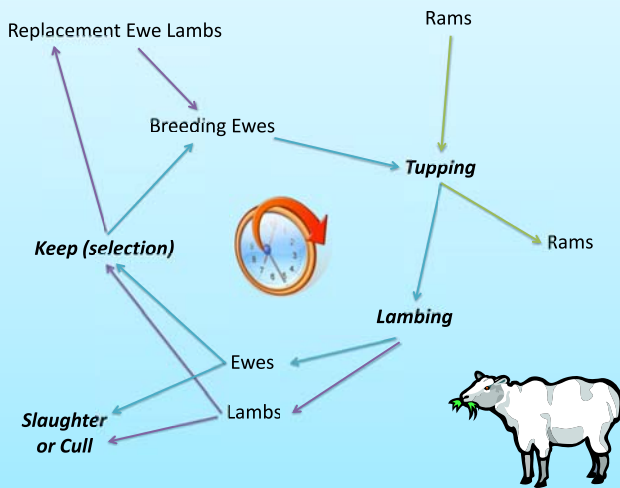 Rams
Replacement Ewe Lambs
Breeding Ewes
Tupping
Rams
Keep (selection)
Lambing
Ewes
Lambs
Slaughter
or Cull